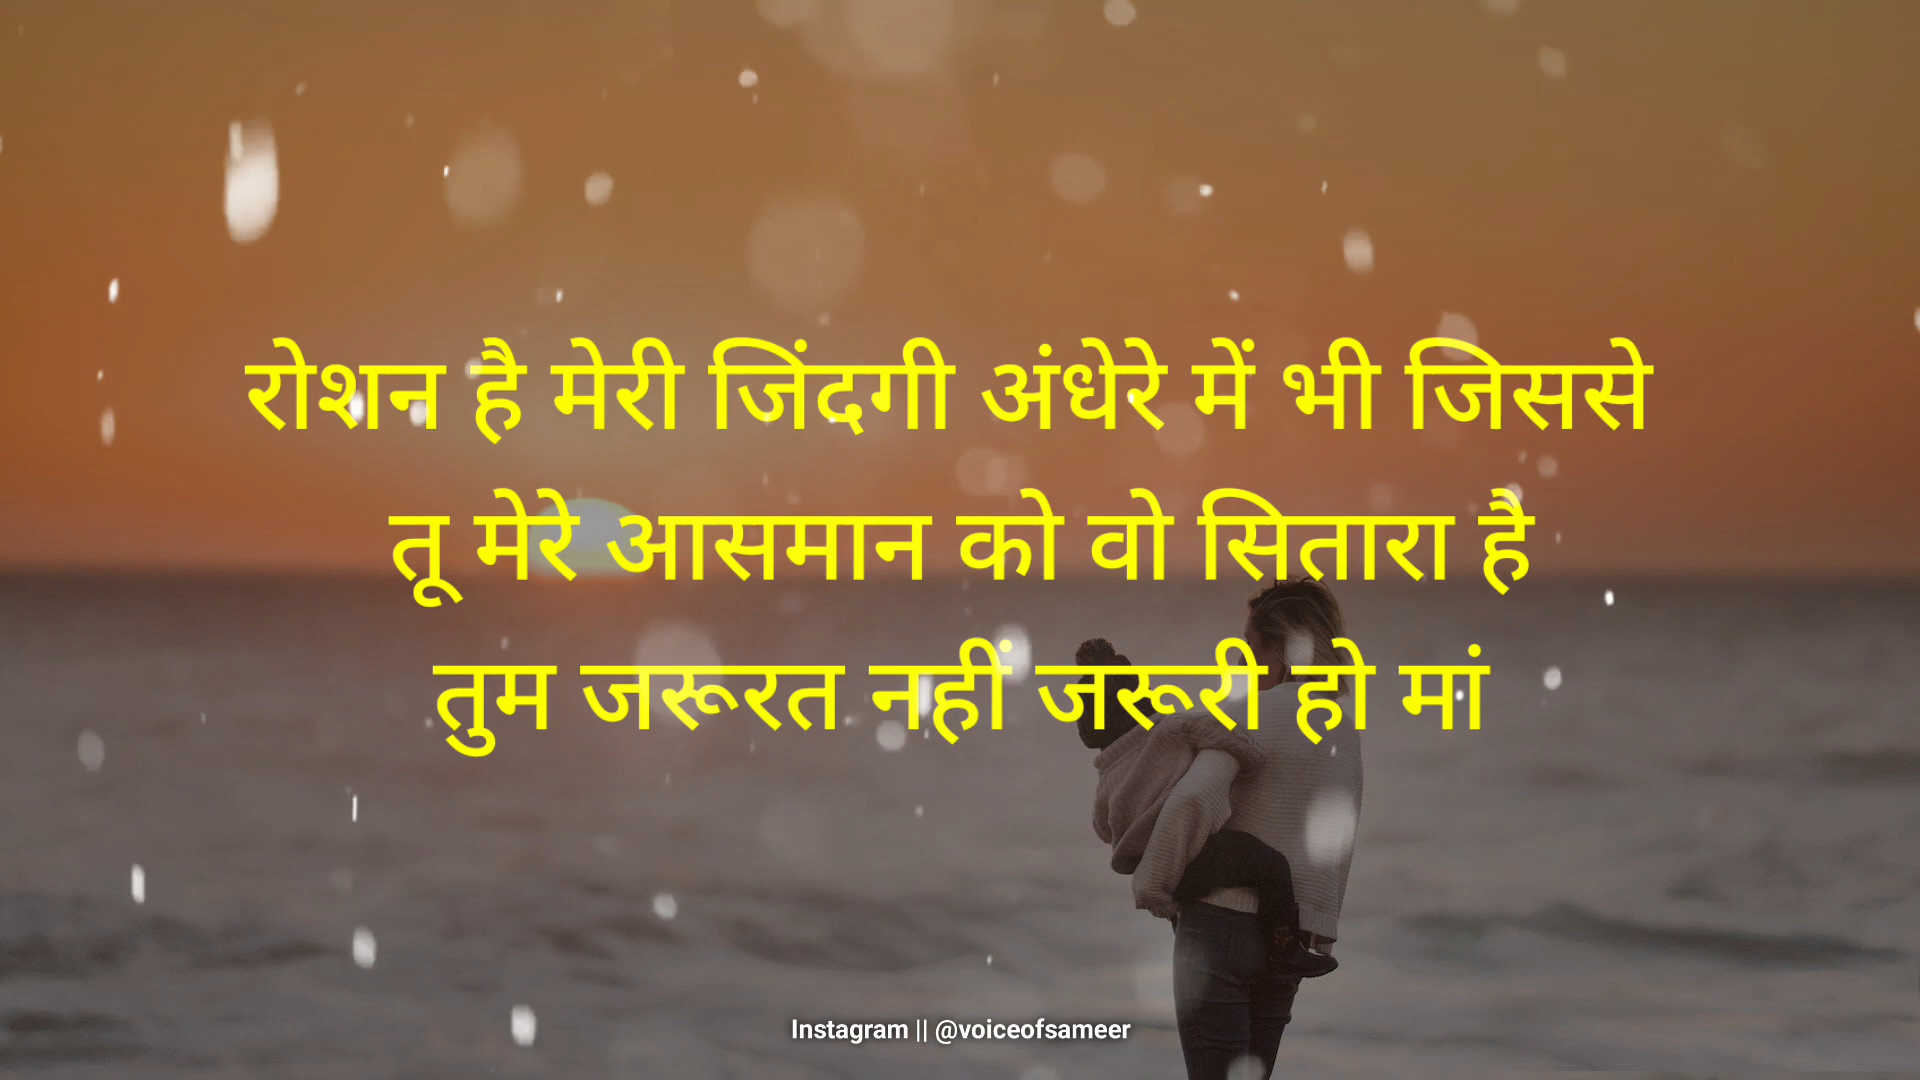 रोशन है मेरी जिंदगी अंधेरे में भी जिससे
तू मेरे आसमान को वो सितारा है
तुम जरूरत नहीं जरूरी हो मां
Instagram || @voiceofsameer